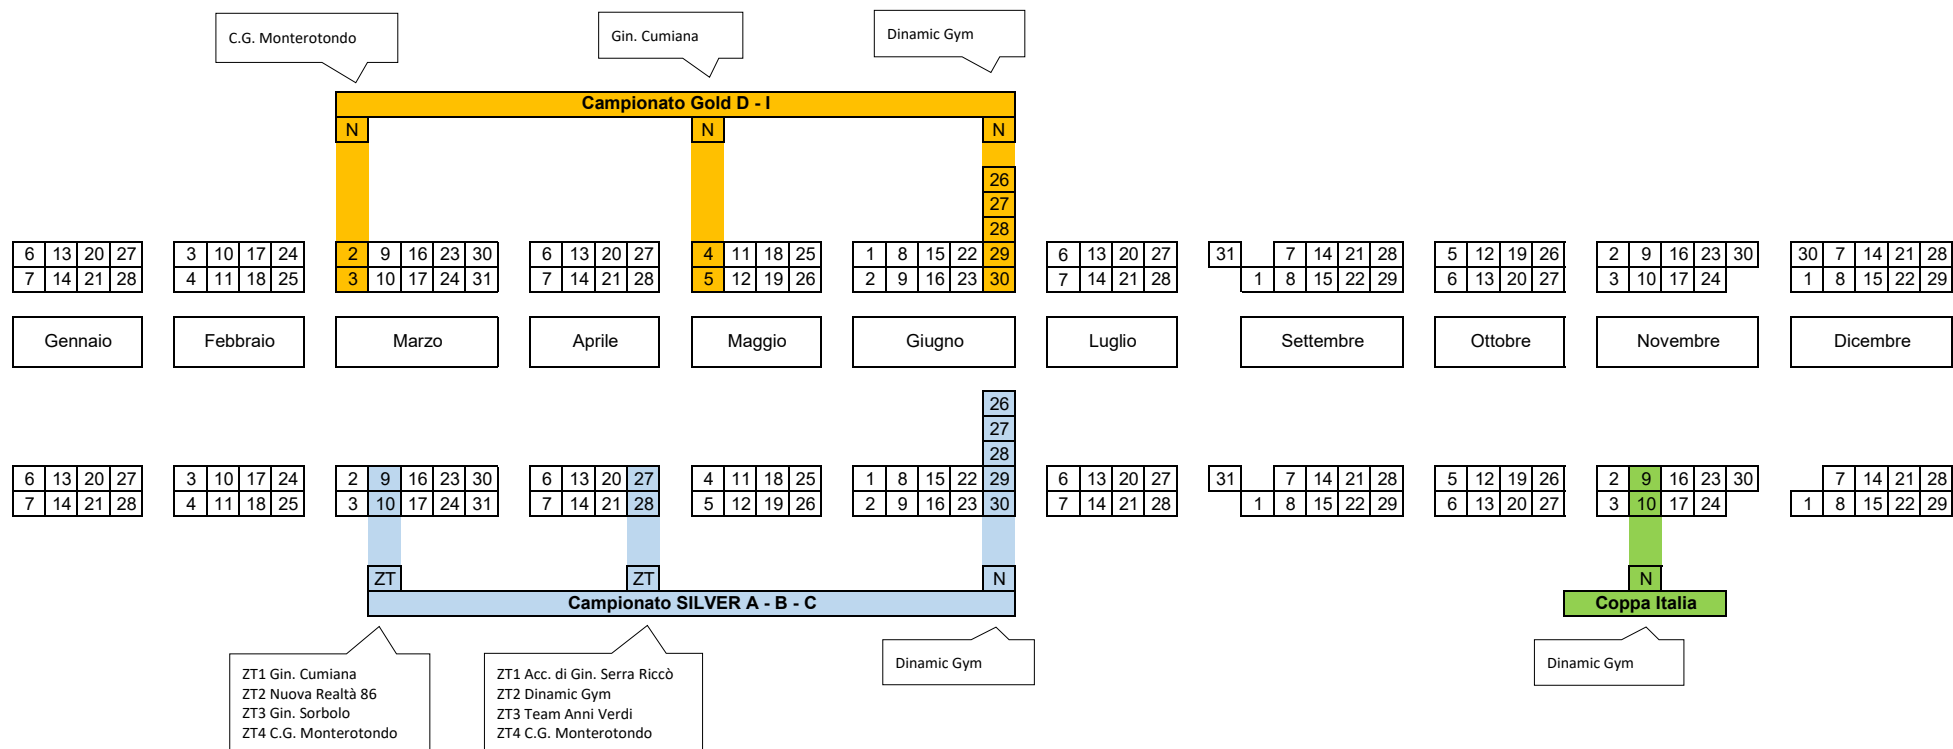 C.G. Monterotondo
Gin. Cumiana
Dinamic Gym
Campionato Gold D - I
N N N
26
27
28
6 13 20 27 3 10 17 24 2 9 16 23 30 6 13 20 27 4 11 18 25 1 8 15 22 29 6 13 20 27 31 7 14 21 28 5 12 19 26 2 9 16 23 30 30 7 14 21 28
7 14 21 28 4 11 18 25 3 10 17 24 31 7 14 21 28 5 12 19 26 2 9 16 23 30 7 14 21 28 1 8 15 22 29 6 13 20 27 3 10 17 24 1 8 15 22 29
Gennaio Febbraio Marzo Aprile Maggio Giugno Luglio Settembre Ottobre Novembre Dicembre
26
27
28
6 13 20 27 3 10 17 24 2 9 16 23 30 6 13 20 27 4 11 18 25 1 8 15 22 29 6 13 20 27 31 7 14 21 28 5 12 19 26 2 9 16 23 30 7 14 21 28
7 14 21 28 4 11 18 25 3 10 17 24 31 7 14 21 28 5 12 19 26 2 9 16 23 30 7 14 21 28 1 8 15 22 29 6 13 20 27 3 10 17 24 1 8 15 22 29
ZT ZT N N
Campionato SILVER A - B - C
Coppa Italia
ZT1 Gin. Cumiana
ZT2 Nuova Realtà 86
ZT3 Gin. Sorbolo
ZT4 C.G. Monterotondo
ZT1 Acc. di Gin. Serra Riccò
ZT2 Dinamic Gym
ZT3 Team Anni Verdi
ZT4 C.G. Monterotondo
Dinamic Gym
Dinamic Gym